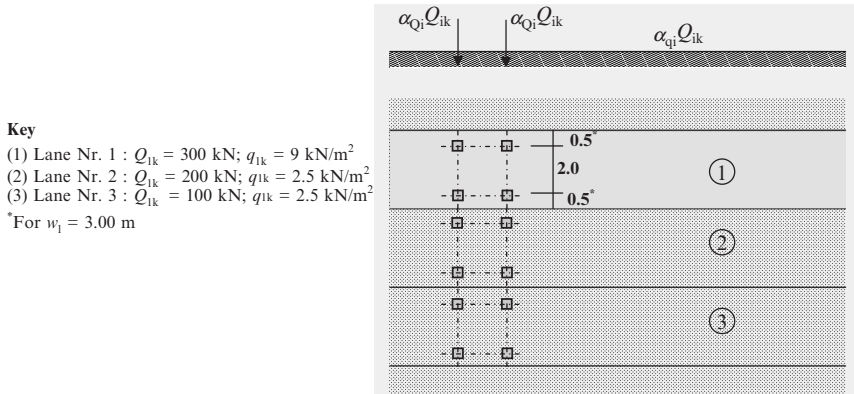 α_Qi Q_ik α_Qi Q_ik
α_qi Q_ik
Key
(1) Lane Nr. 1 : Q_1k = 300 kN; q_1k = 9 kN/m²
(2) Lane Nr. 2 : Q_1k = 200 kN; q_1k = 2.5 kN/m²
(3) Lane Nr. 3 : Q_1k = 100 kN; q_1k = 2.5 kN/m²
*For w_l = 3.00 m
0.5*
2.0
0.5*
1
2
3